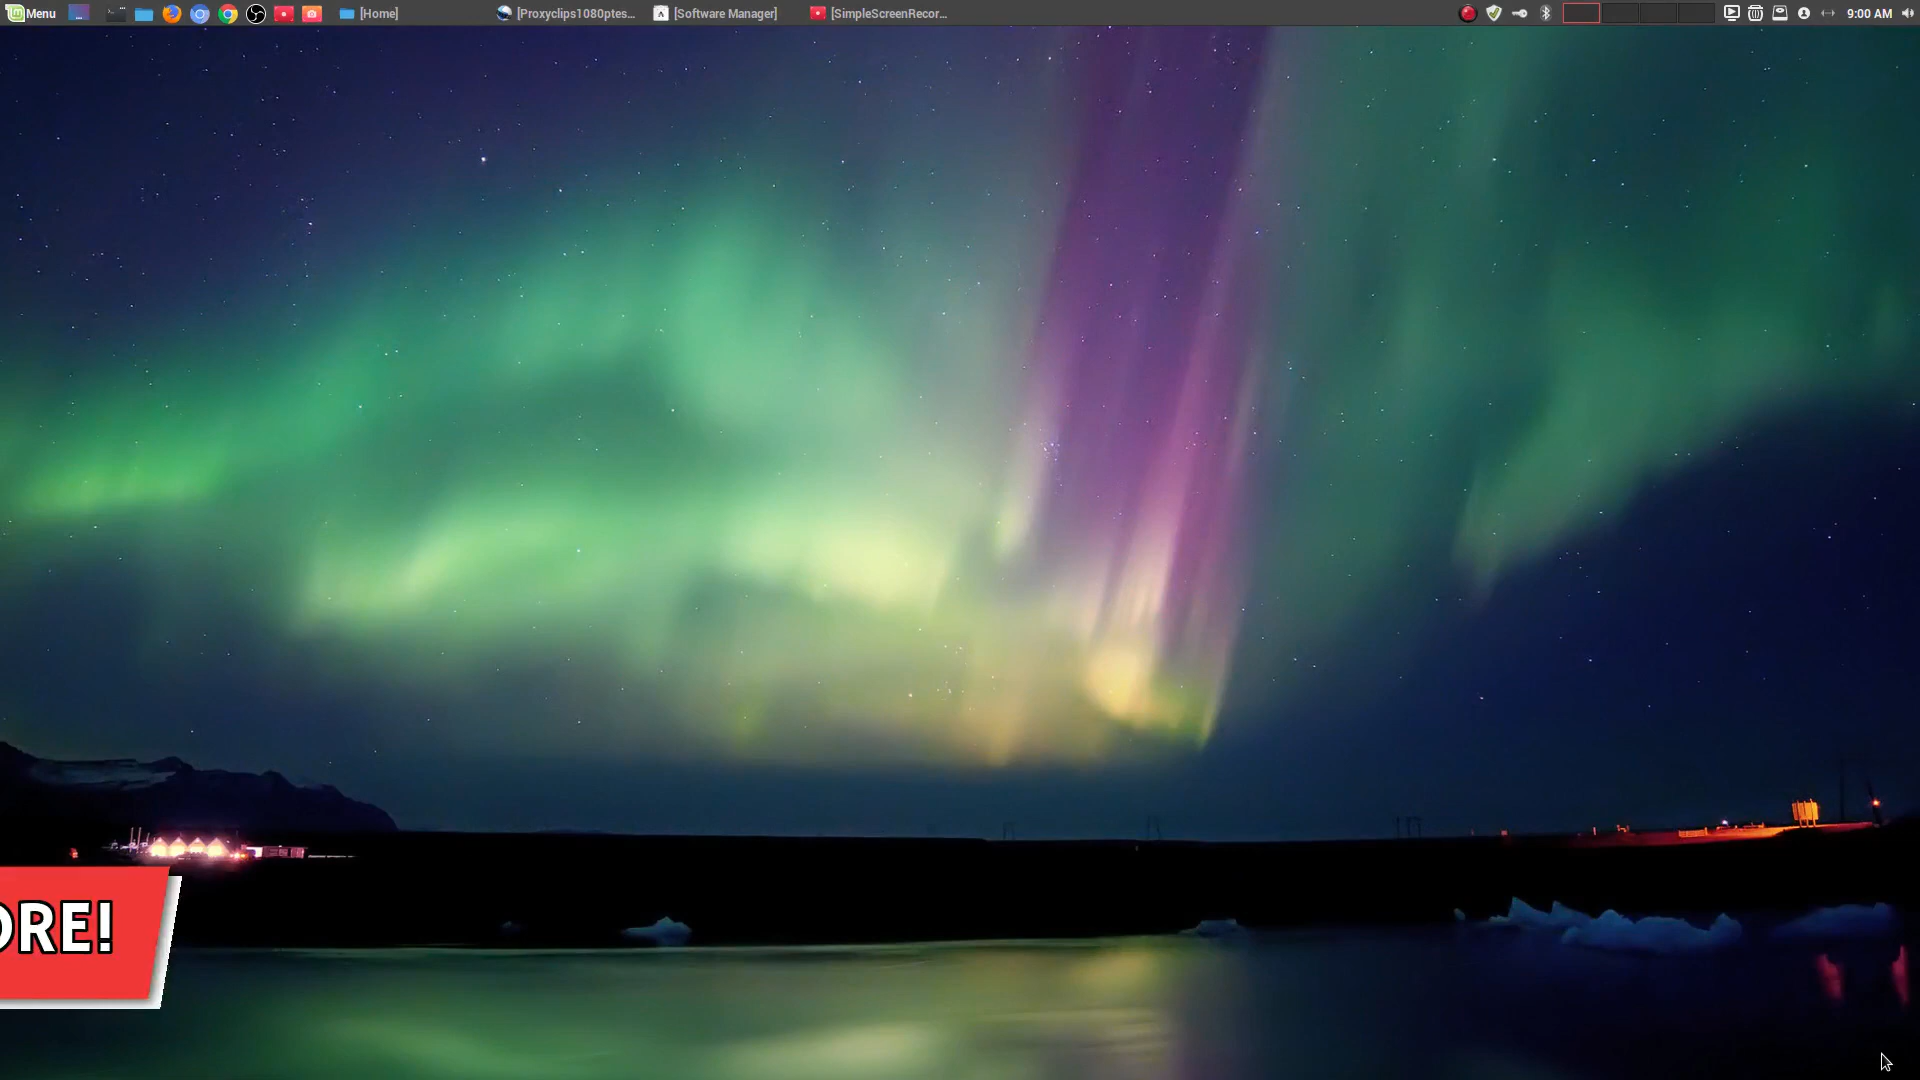 Menu
[Home]
[Proxyclips1080ptes...
[Software Manager]
[SimpleScreenRecor...
9:00 AM
ORE!